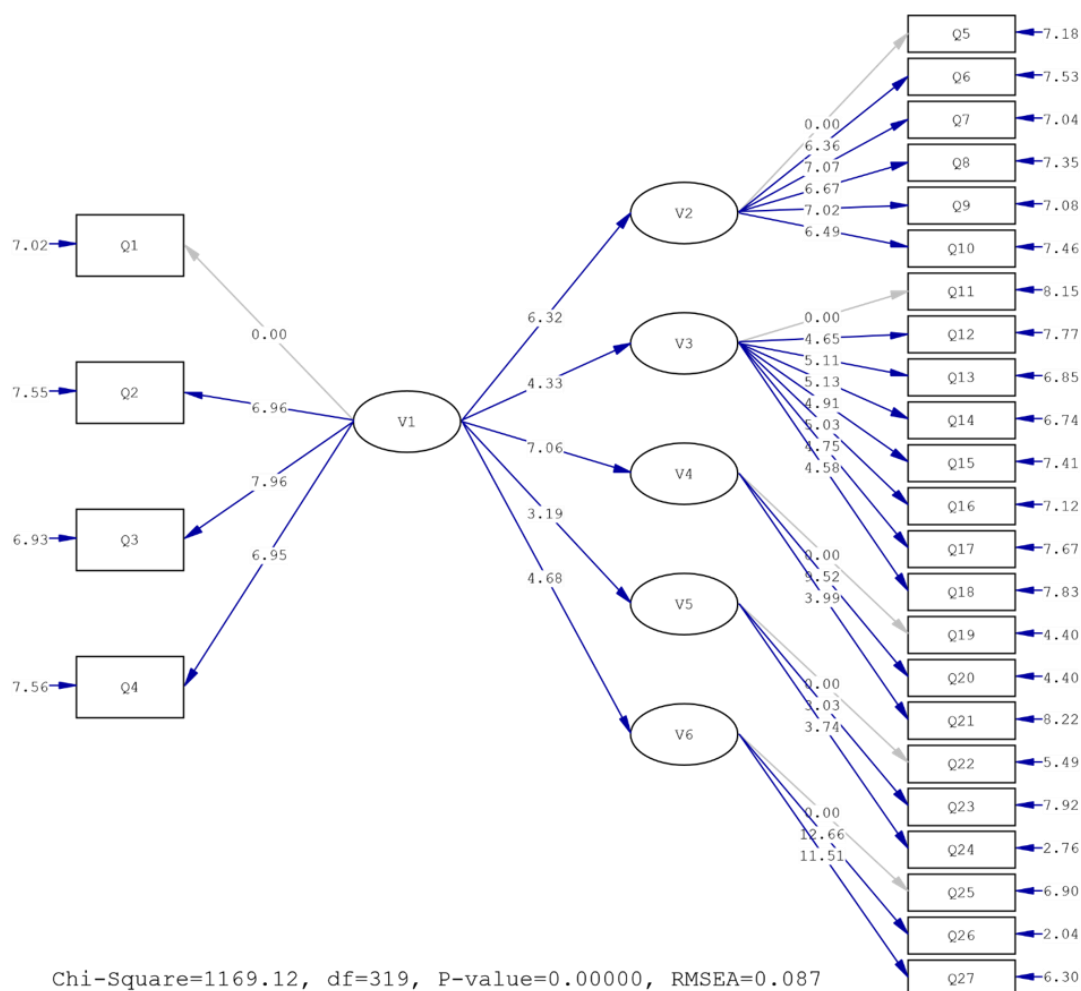 Q5 7.18
Q6 7.53
Q7 7.04
0.00
6.36
7.07
6.67
7.02
6.49
Q8 7.35
Q9 7.08
Q10 7.46
V2
7.02 Q1
Q11 8.15
0.00
6.32
0.00
4.65
5.11
5.13
4.91
5.03
4.75
4.58
V3
Q12 7.77
Q13 6.85
Q14 6.74
Q15 7.41
Q16 7.12
Q17 7.67
Q18 7.83
4.33
7.55 Q2
6.96
V1
7.06
V4
0.00
9.52
3.99
Q19 4.40
Q20 4.40
Q21 8.22
7.96
6.93 Q3
6.95
3.19
4.68
V5
0.00
3.03
3.74
Q22 5.49
Q23 7.92
Q24 2.76
7.56 Q4
V6
0.00
12.66
11.51
Q25 6.90
Q26 2.04
Q27 6.30
Chi-Square=1169.12, df=319, P-value=0.00000, RMSEA=0.087